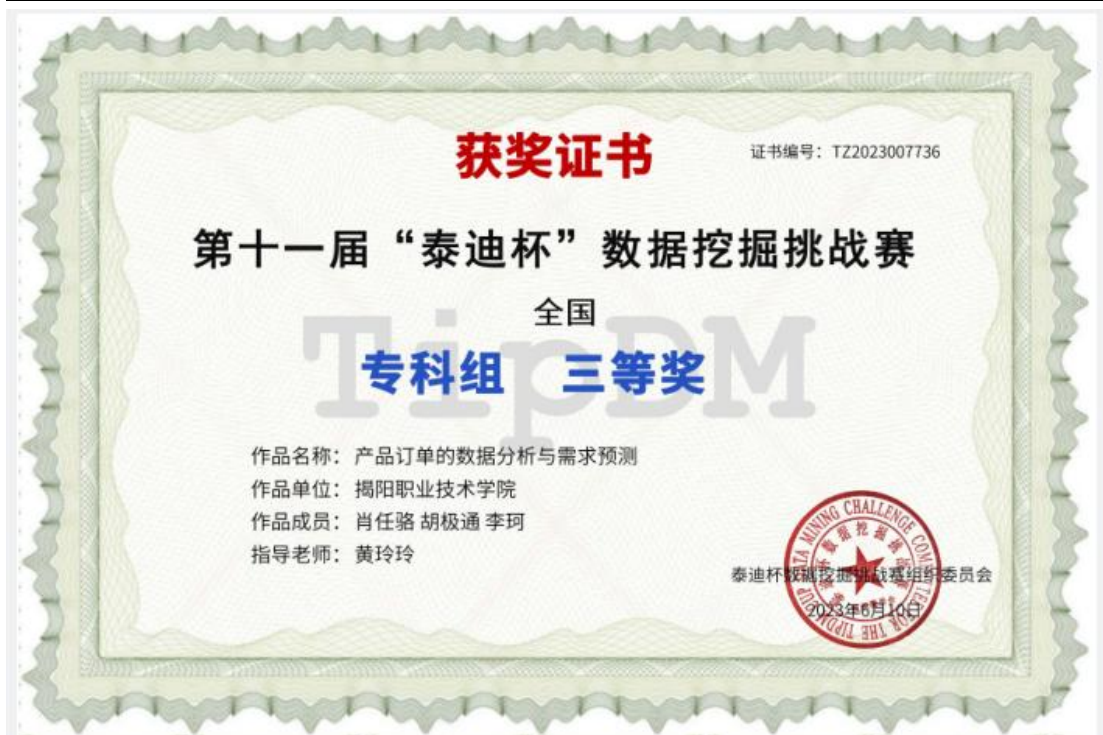 获奖证书
证书编号：TZ2023007736
第十一届“泰迪杯”数据挖掘挑战赛
全国
TipDM
专科组 三等奖
作品名称：产品订单的数据分析与需求预测
作品单位：揭阳职业技术学院
作品成员：肖任骆 胡极通 李珂
指导老师：黄玲玲
泰迪杯数据挖掘挑战赛组织委员会
2023年6月10日